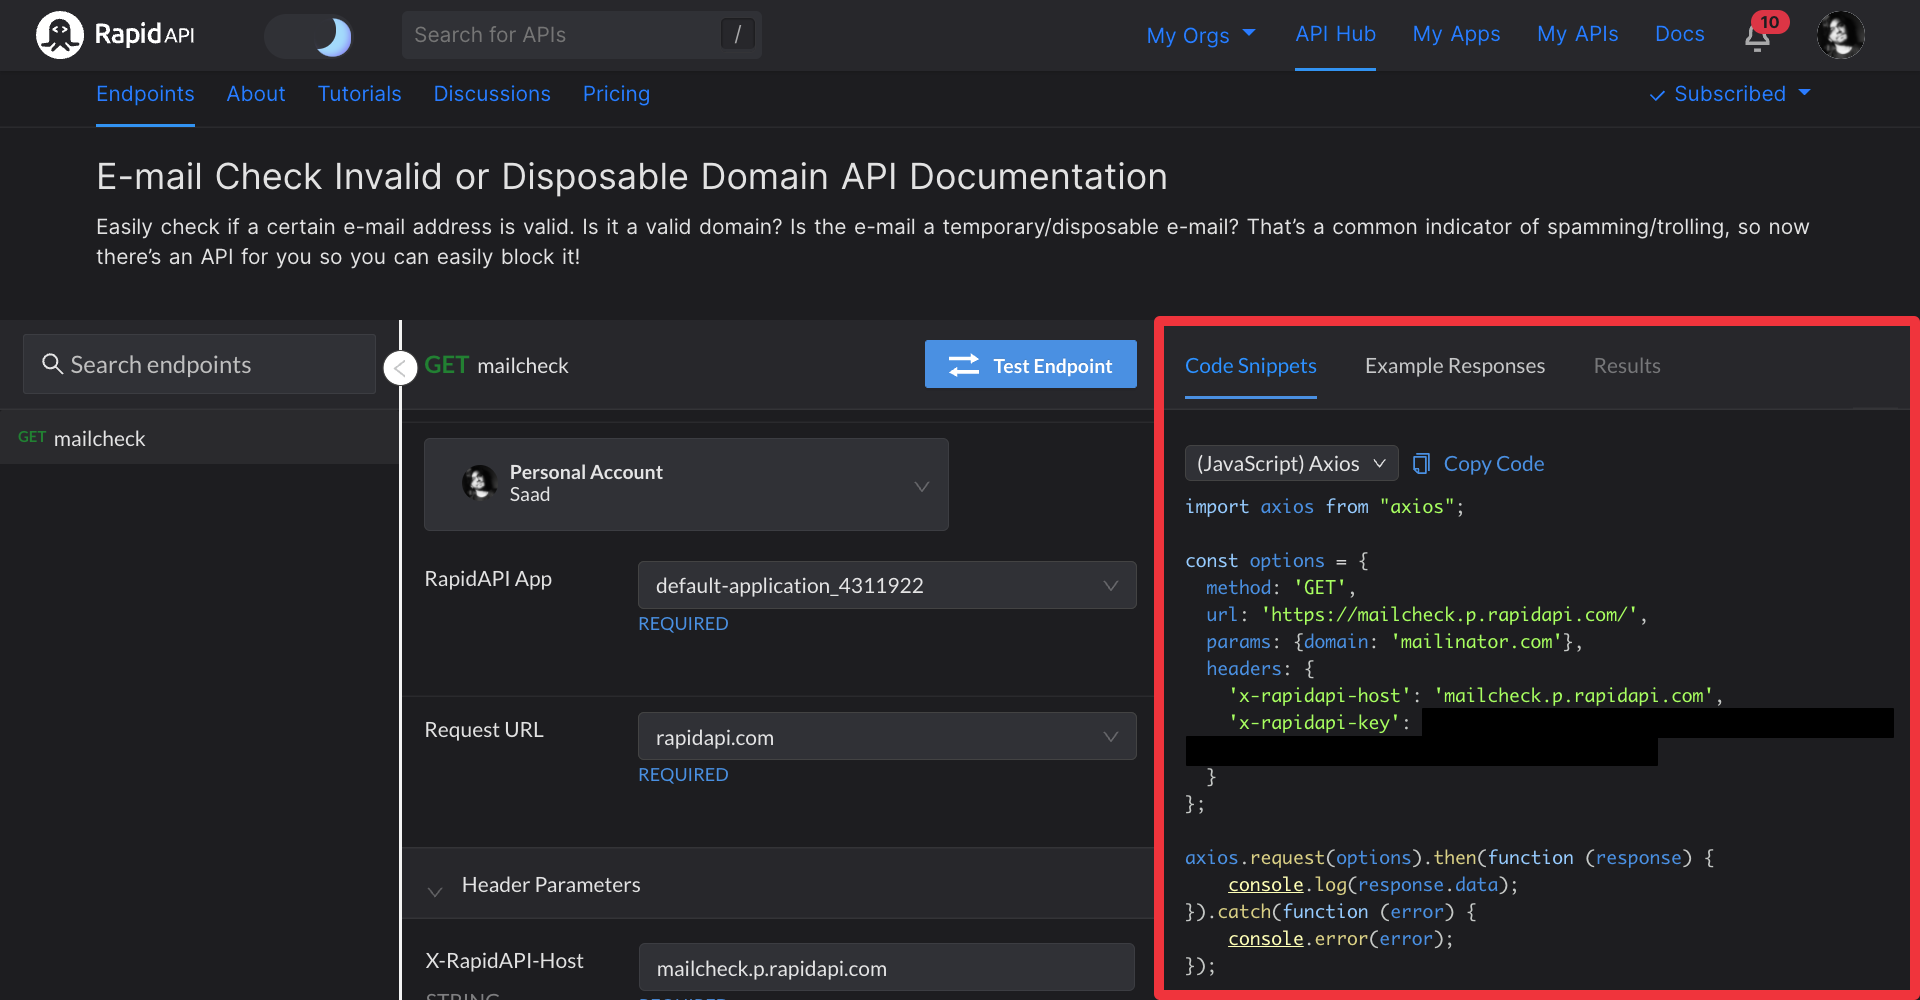 RapidAPI
Search for APIs
/
My Orgs
API Hub
My Apps
My APIs
Docs
10
Endpoints
About
Tutorials
Discussions
Pricing
Subscribed
E-mail Check Invalid or Disposable Domain API Documentation
Easily check if a certain e-mail address is valid. Is it a valid domain? Is the e-mail a temporary/disposable e-mail? That's a common indicator of spamming/trolling, so now
there's an API for you so you can easily block it!
Search endpoints
GET mailcheck
GET mailcheck
Test Endpoint
Personal Account
Saad
RapidAPI App
default-application_4311922
REQUIRED
Request URL
rapidapi.com
REQUIRED
Header Parameters
X-RapidAPI-Host
mailcheck.p.rapidapi.com
STRING
REQUIRED
Code Snippets
Example Responses
Results
(JavaScript) Axios
Copy Code
import axios from "axios";
const options = {
method: 'GET',
url: 'https://mailcheck.p.rapidapi.com/',
params: {domain: 'mailinator.com'},
headers: {
'x-rapidapi-host': 'mailcheck.p.rapidapi.com',
'x-rapidapi-key':
}
};
axios.request(options).then(function (response) {
console.log(response.data);
}).catch(function (error) {
console.error(error);
});